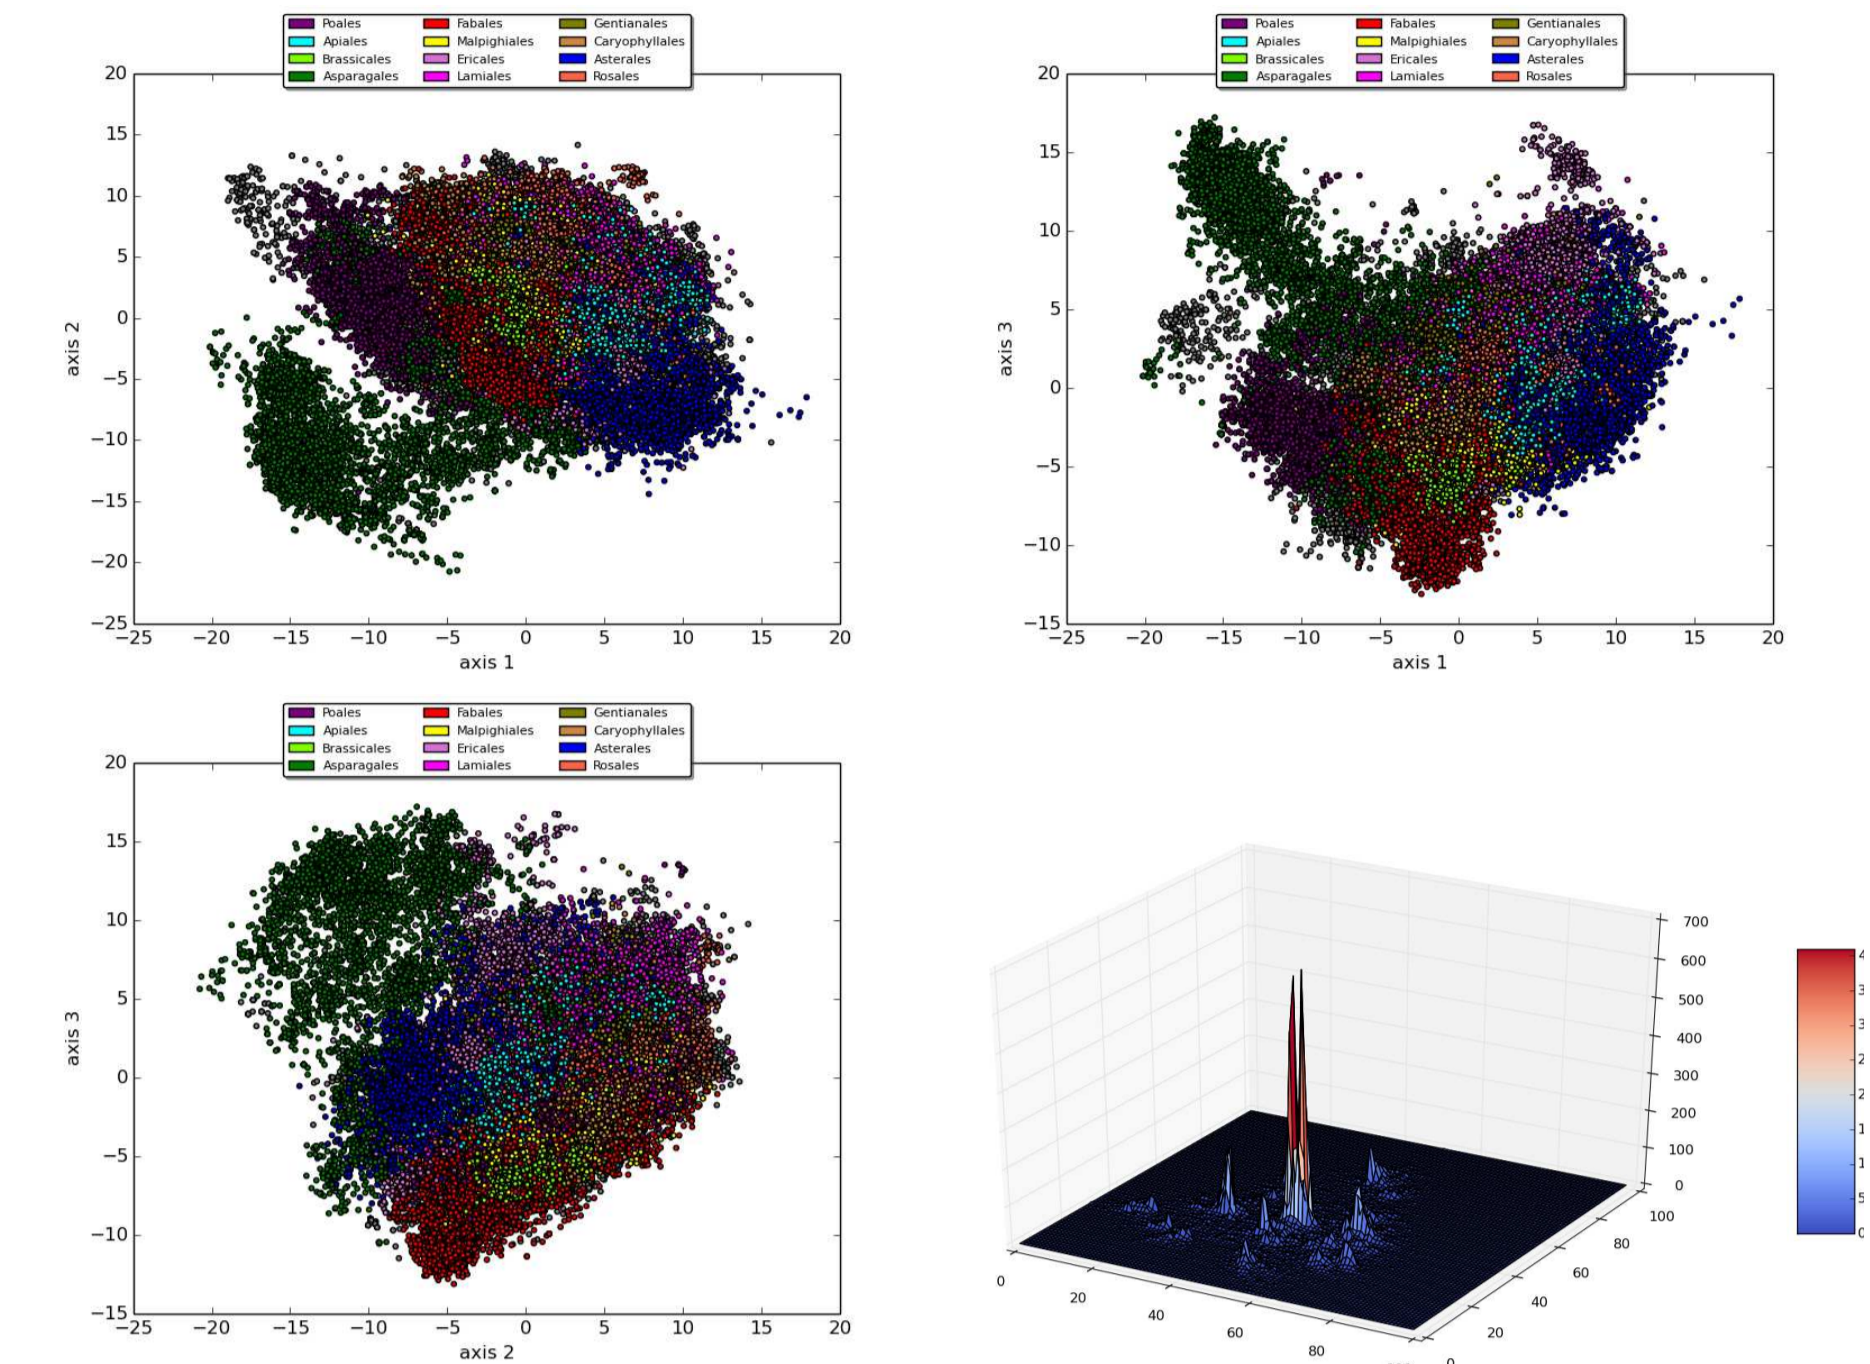 Poales Fabales Gentianales
Apiales Malpighiales Caryophyllales
Brassicales Ericales Asterales
Asparagales Lamiales Rosales
20
15
10
5
0
−5
−10
−15
−20
−25
axis 2
−25 −20 −15 −10 −5 0 5 10 15 20
axis 1
Poales Fabales Gentianales
Apiales Malpighiales Caryophyllales
Brassicales Ericales Asterales
Asparagales Lamiales Rosales
20
15
10
5
0
−5
−10
−15
axis 3
−25 −20 −15 −10 −5 0 5 10 15 20
axis 1
Poales Fabales Gentianales
Apiales Malpighiales Caryophyllales
Brassicales Ericales Asterales
Asparagales Lamiales Rosales
20
15
10
5
0
−5
−10
−15
axis 3
−25 −20 −15 −10 −5 0 5 10 15 20
axis 2
700
600
500
400
300
200
100
0
100
80
60
40
20
0
20
40
60
80